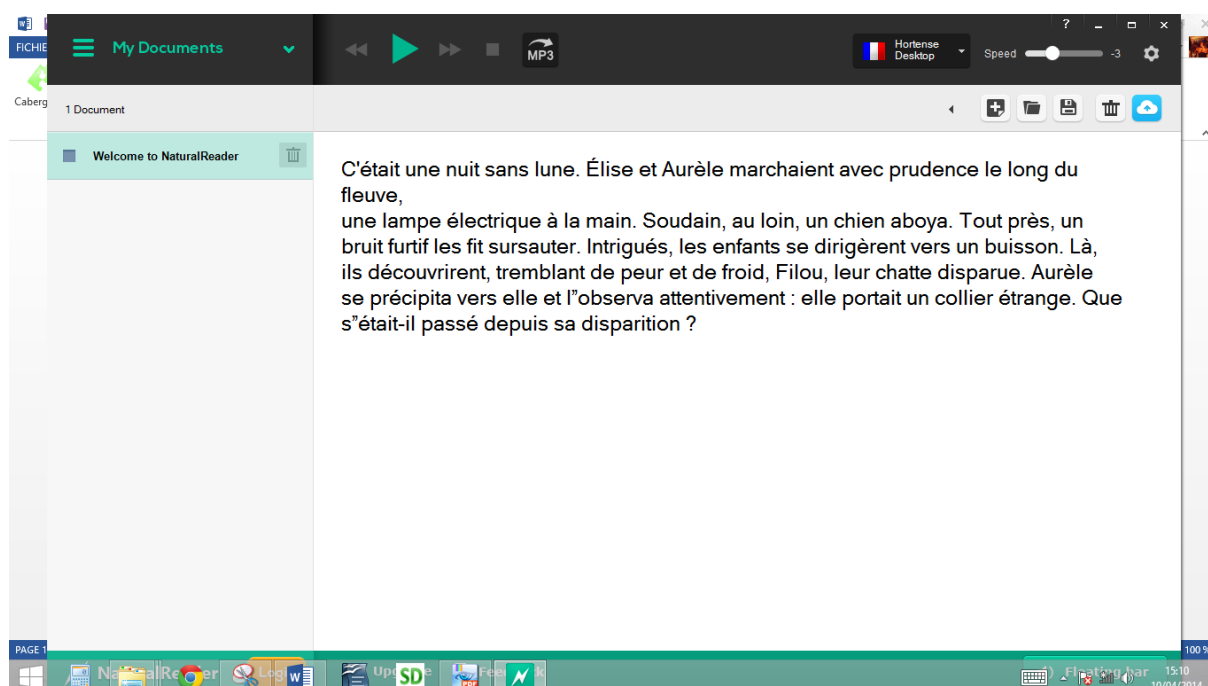 FICHIE
My Documents
MP3
Hortense
Desktop
Speed
-3
?
Caberg
1 Document
Welcome to NaturalReader
C'était une nuit sans lune. Élise et Aurèle marchaient avec prudence le long du
fleuve,
une lampe électrique à la main. Soudain, au loin, un chien aboya. Tout près, un
bruit furtif les fit sursauter. Intrigués, les enfants se dirigèrent vers un buisson. Là,
ils découvrirent, tremblant de peur et de froid, Filou, leur chatte disparue. Aurèle
se précipita vers elle et l”observa attentivement : elle portait un collier étrange. Que
s”était-il passé depuis sa disparition ?
PAGE 1
100 %
SD
PDF
Floating bar
15:10
10/04/2014